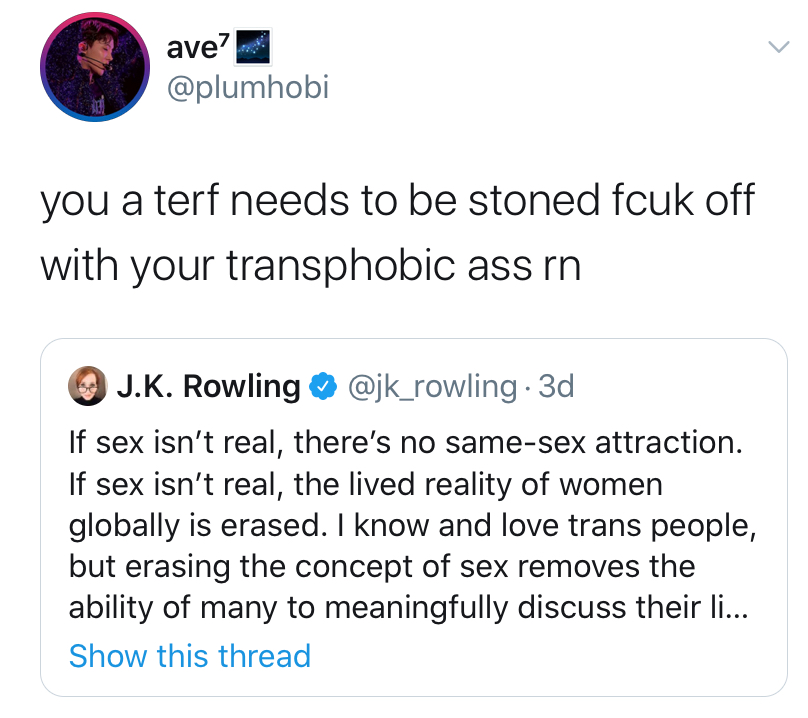 ave⁷🌌
@plumhobi
you a terf needs to be stoned fcuk off
with your transphobic ass rn
J.K. Rowling @jk_rowling · 3d
If sex isn’t real, there’s no same-sex attraction.
If sex isn’t real, the lived reality of women
globally is erased. I know and love trans people,
but erasing the concept of sex removes the
ability of many to meaningfully discuss their li...
Show this thread